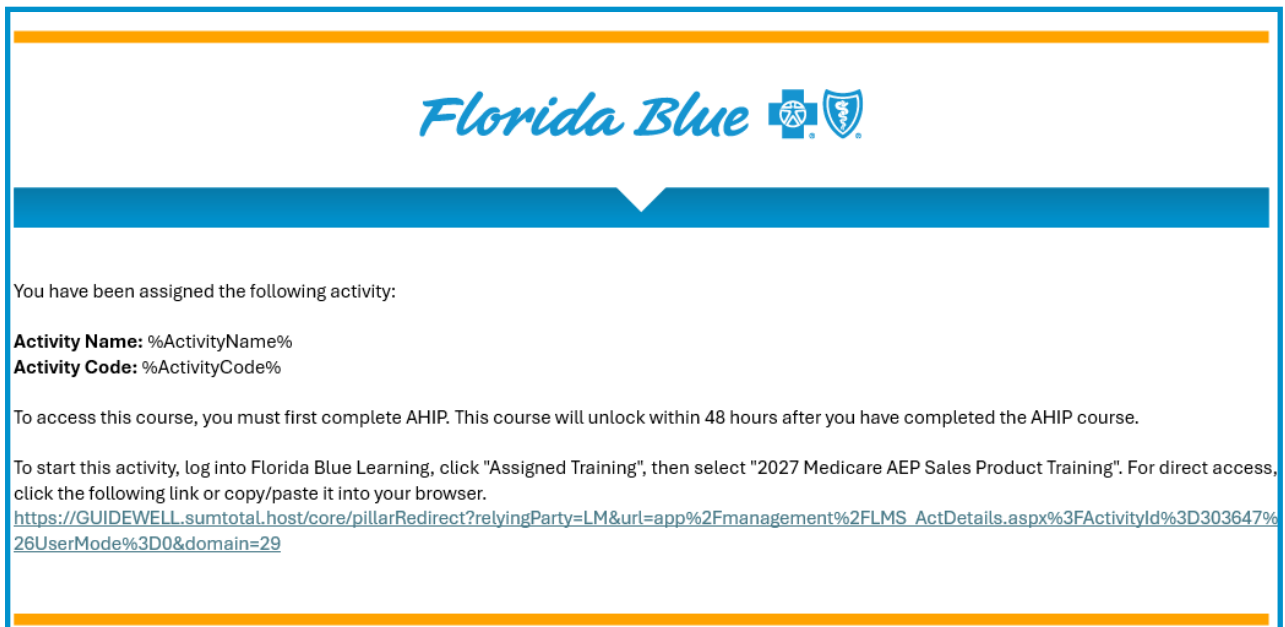 Florida Blue
You have been assigned the following activity:
Activity Name: %ActivityName%
Activity Code: %ActivityCode%
To access this course, you must first complete AHIP. This course will unlock within 48 hours after you have completed the AHIP course.
To start this activity, log into Florida Blue Learning, click "Assigned Training", then select "2027 Medicare AEP Sales Product Training". For direct access,
click the following link or copy/paste it into your browser.
https://GUIDEWELL.sumtotal.host/core/pillarRedirect?relyingParty=LM&url=app%2Fmanagement%2FLMS_ActDetails.aspx%3FActivityId%3D303647%
26UserMode%3D0&domain=29